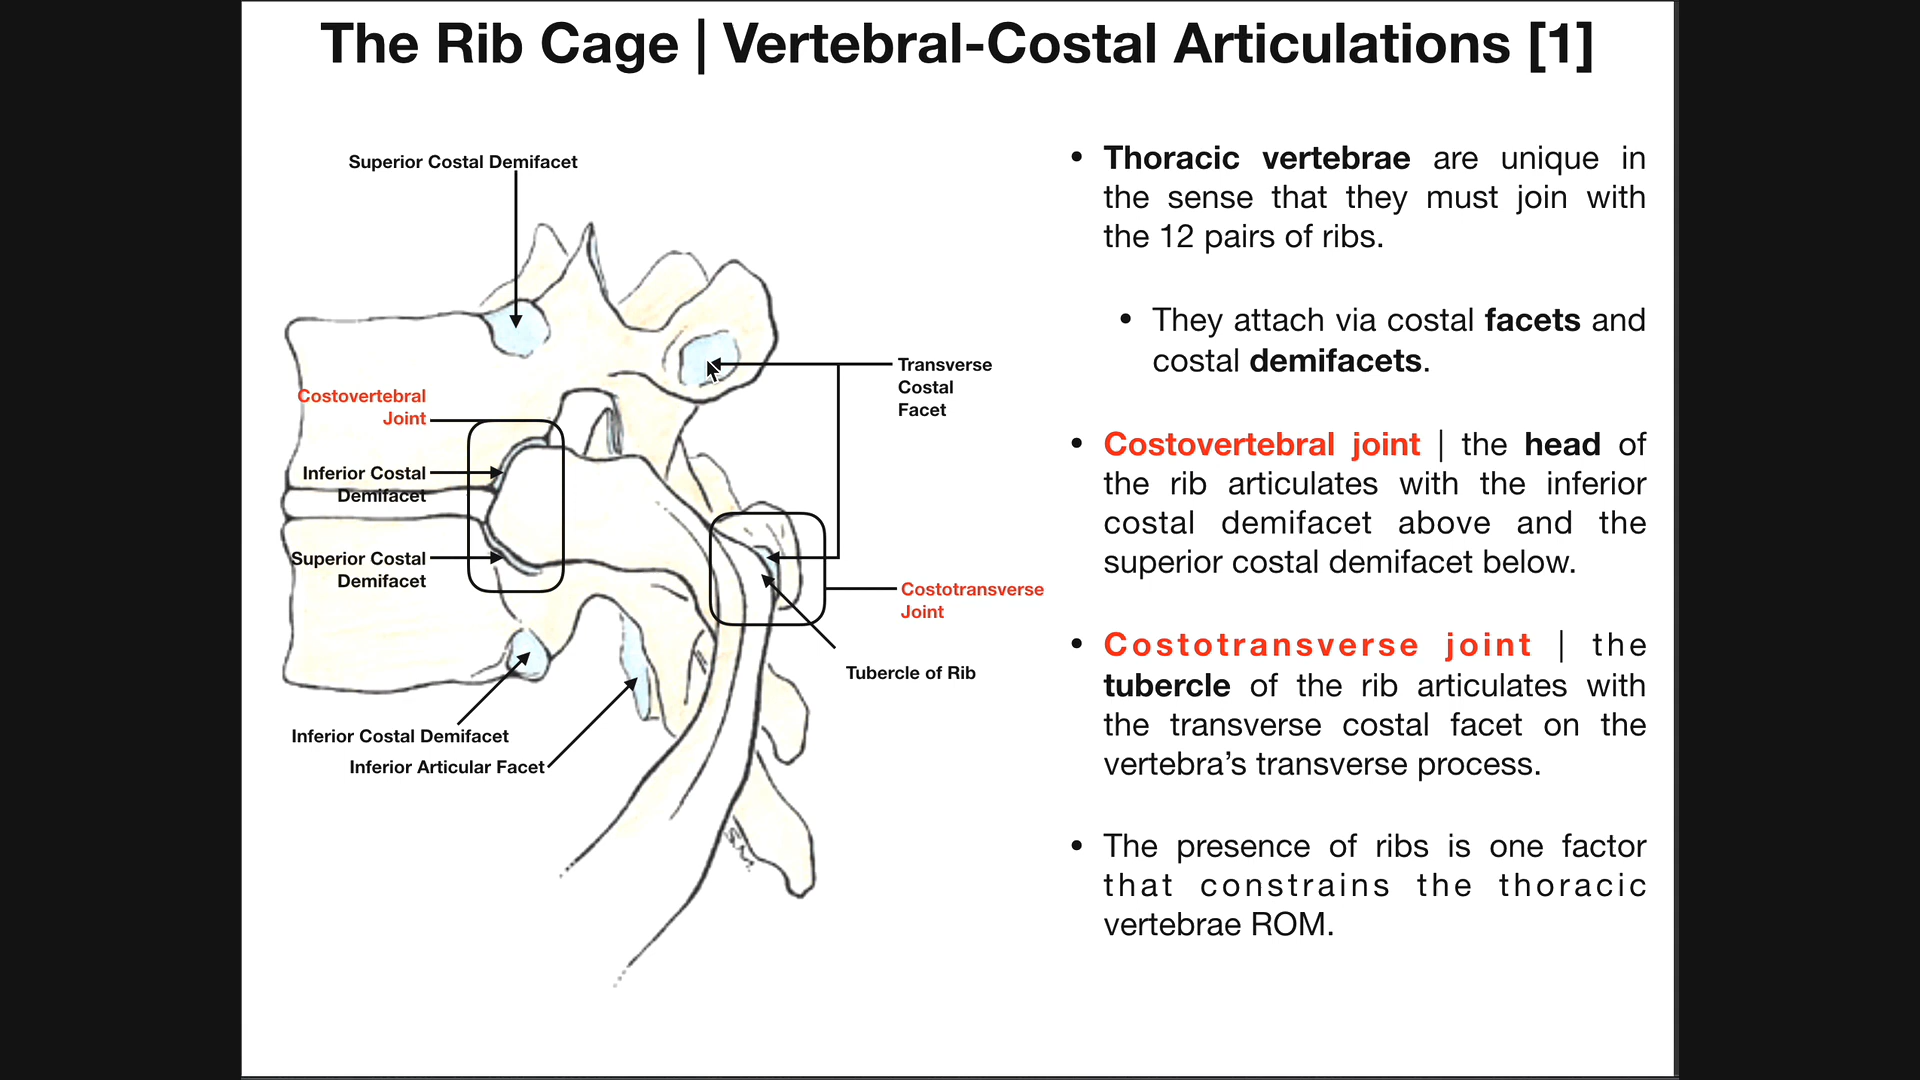 The Rib Cage | Vertebral-Costal Articulations [1]
Superior Costal Demifacet
Costovertebral
Joint
Inferior Costal
Demifacet
Superior Costal
Demifacet
Inferior Costal Demifacet
Inferior Articular Facet
Transverse
Costal
Facet
Costotransverse
Joint
Tubercle of Rib
• Thoracic vertebrae are unique in
the sense that they must join with
the 12 pairs of ribs.
• They attach via costal facets and
costal demifacets.
• Costovertebral joint | the head of
the rib articulates with the inferior
costal demifacet above and the
superior costal demifacet below.
• Costotransverse joint | the
tubercle of the rib articulates with
the transverse costal facet on the
vertebra’s transverse process.
• The presence of ribs is one factor
that constrains the thoracic
vertebrae ROM.